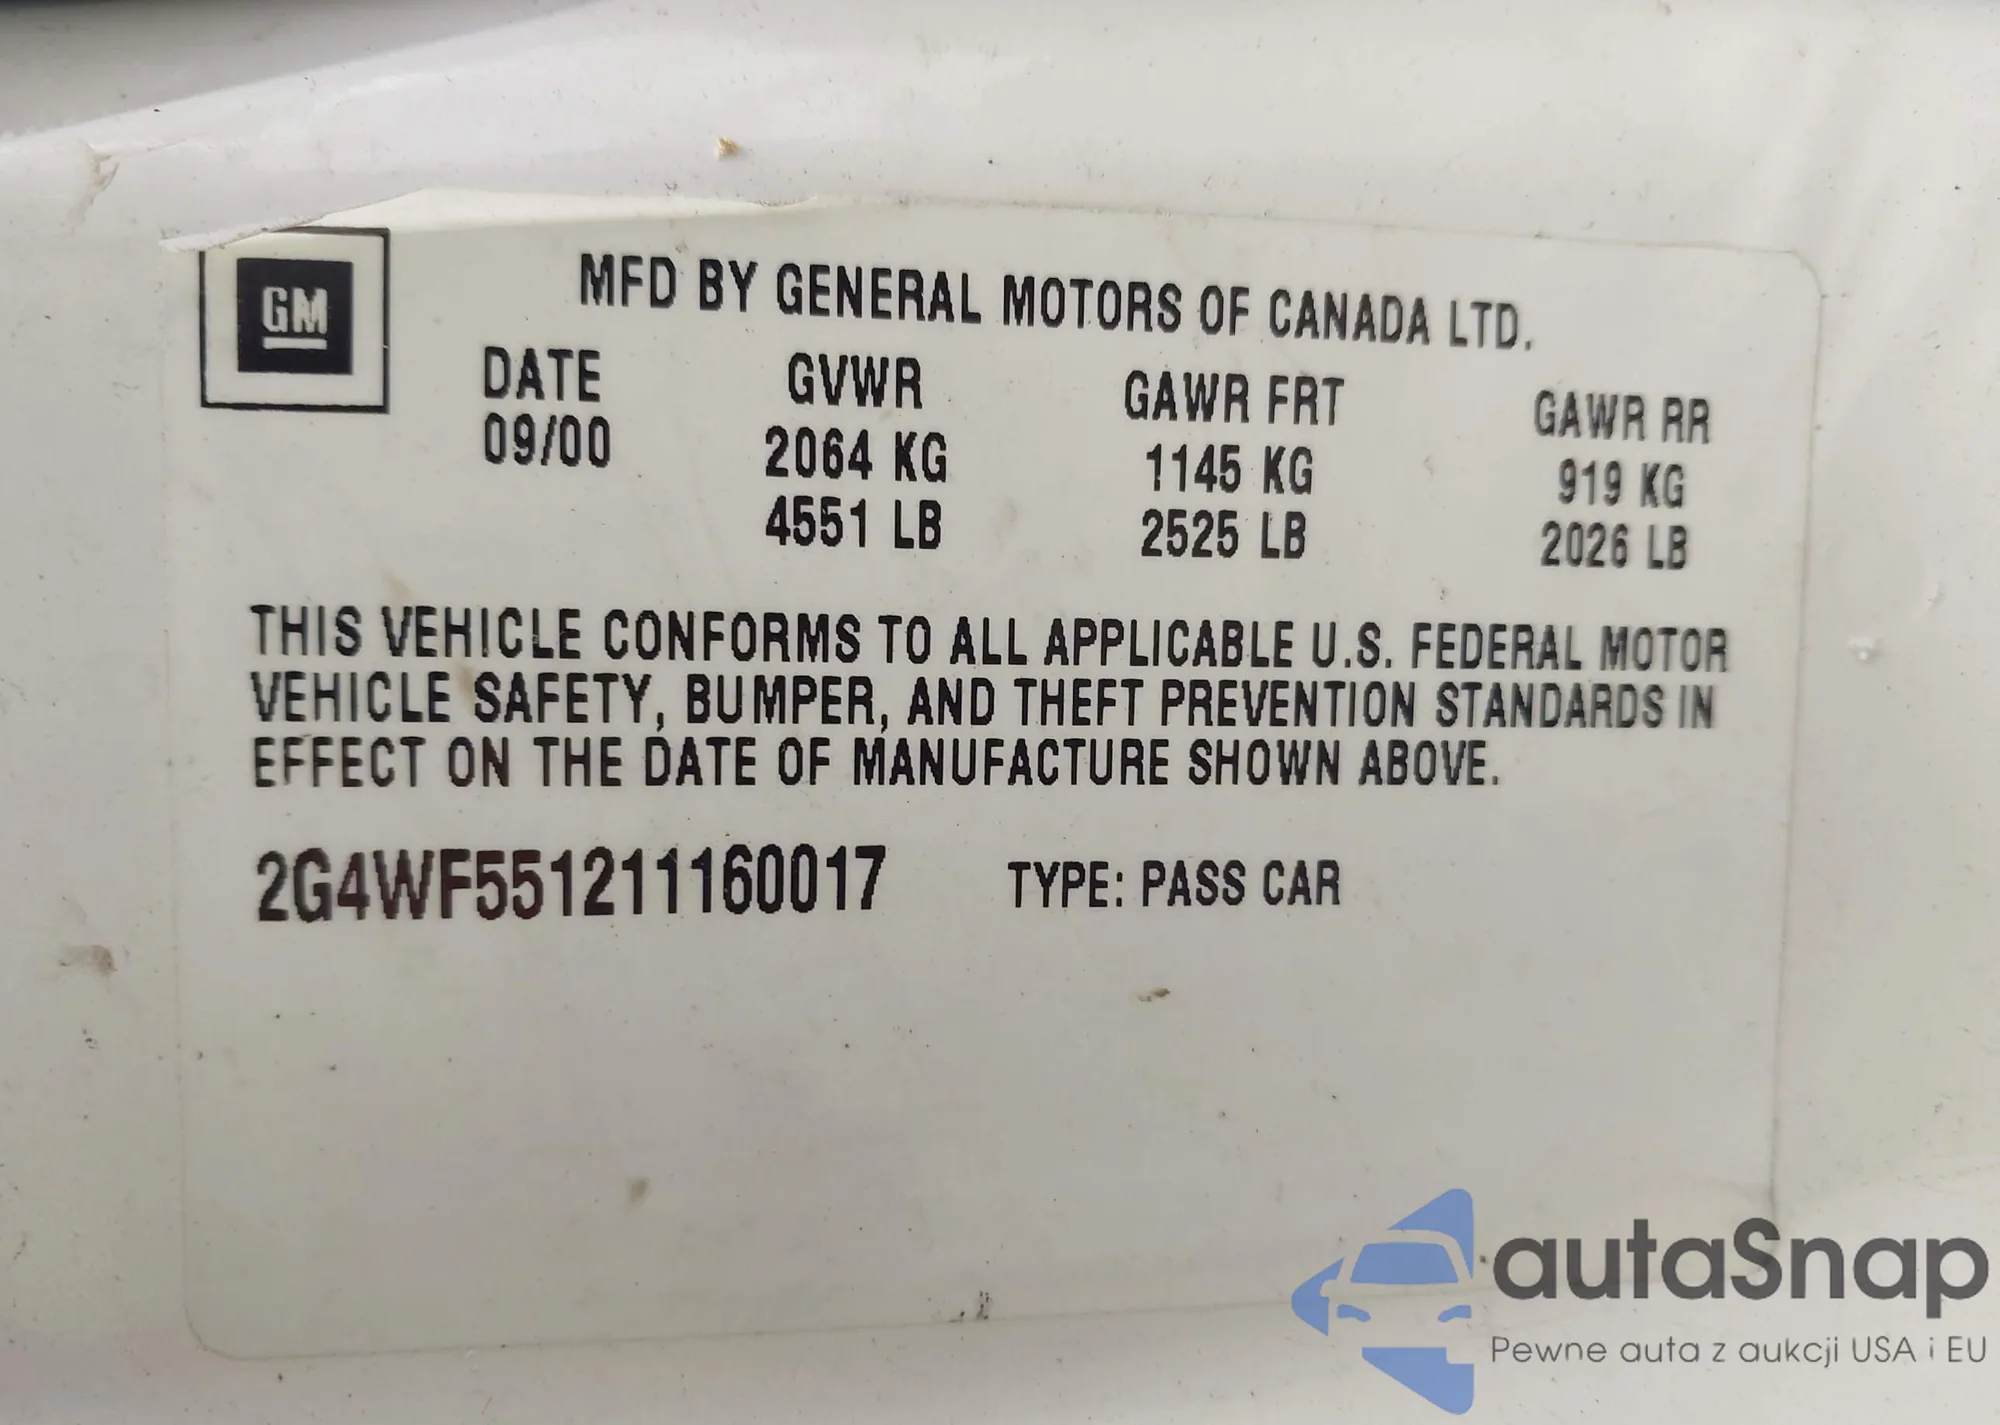 GM
MFD BY GENERAL MOTORS OF CANADA LTD.
DATE GVWR GAWR FRT GAWR RR
09/00 2064 KG 1145 KG 919 KG
4551 LB 2525 LB 2026 LB
THIS VEHICLE CONFORMS TO ALL APPLICABLE U.S. FEDERAL MOTOR
VEHICLE SAFETY, BUMPER, AND THEFT PREVENTION STANDARDS IN
EFFECT ON THE DATE OF MANUFACTURE SHOWN ABOVE.
2G4WF551211160017 TYPE: PASS CAR
autaSnap
Pewne auta z aukcji USA i EU